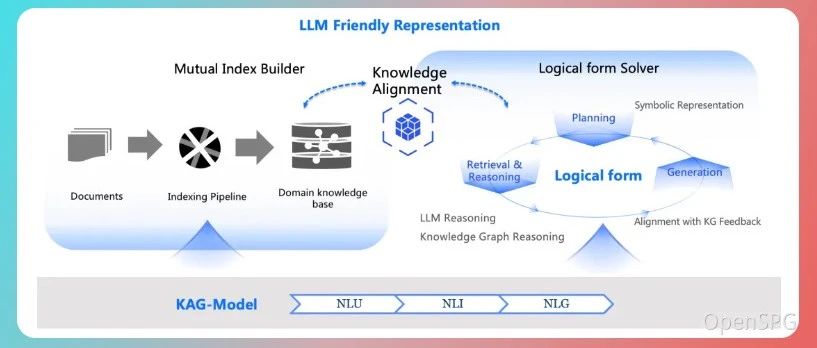 LLM Friendly Representation
Mutual Index Builder
Knowledge
Alignment
Logical form Solver
Documents
Indexing Pipeline
Domain knowledge
base
Planning
Symbolic Representation
Retrieval &
Reasoning
Logical form
Generation
LLM Reasoning
Knowledge Graph Reasoning
Alignment with KG Feedback
KAG-Model
NLU
NLI
NLG
OpenSPG